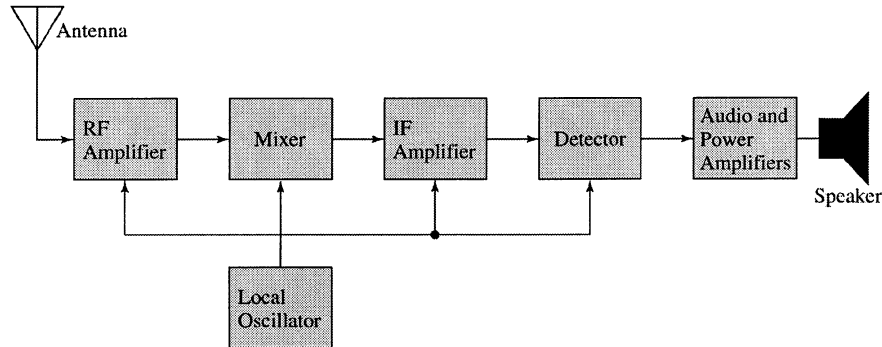 Antenna
RF
Amplifier
Mixer
IF
Amplifier
Detector
Audio and
Power
Amplifiers
Speaker
Local
Oscillator